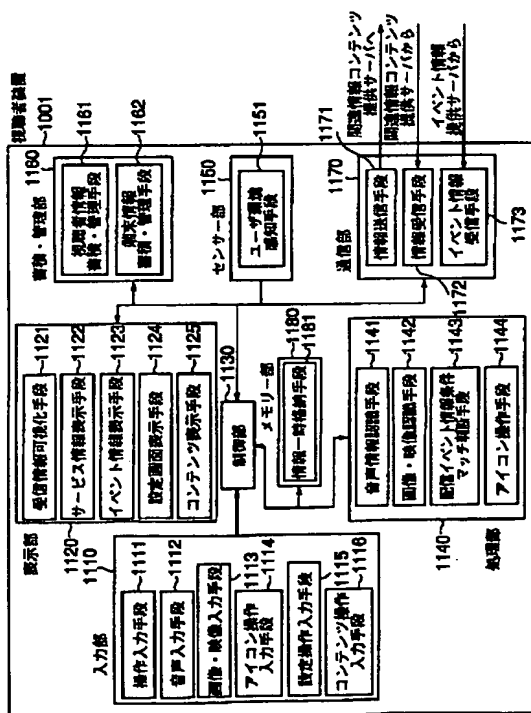 視聴者装置
1001
入力部
1110
操作入力手段
1111
音声入力手段
1112
画像・映像入力手段
1113
アイコン操作
入力手段
1114
設定操作入力手段
1115
コンテンツ操作
入力手段
1116
表示部
1120
受信情報可視化手段
1121
サービス情報表示手段
1122
イベント情報表示手段
1123
設定画面表示手段
1124
コンテンツ表示手段
1125
制御部
1130
メモリー部
1180
情報一時格納手段
1181
処理部
1140
音声情報認識手段
1141
画像・映像認識手段
1142
配信イベント情報条件
マッチ判断手段
1143
アイコン操作手段
1144
蓄積・管理部
1160
視聴者情報
蓄積・管理手段
1161
端末情報
蓄積・管理手段
1162
センサー部
1150
ユーザ環境
感知手段
1151
通信部
1170
情報送信手段
1171
情報受信手段
1172
イベント情報
受信手段
1173
関連情報コンテンツ
提供サーバへ
関連情報コンテンツ
提供サーバから
イベント情報
提供サーバから